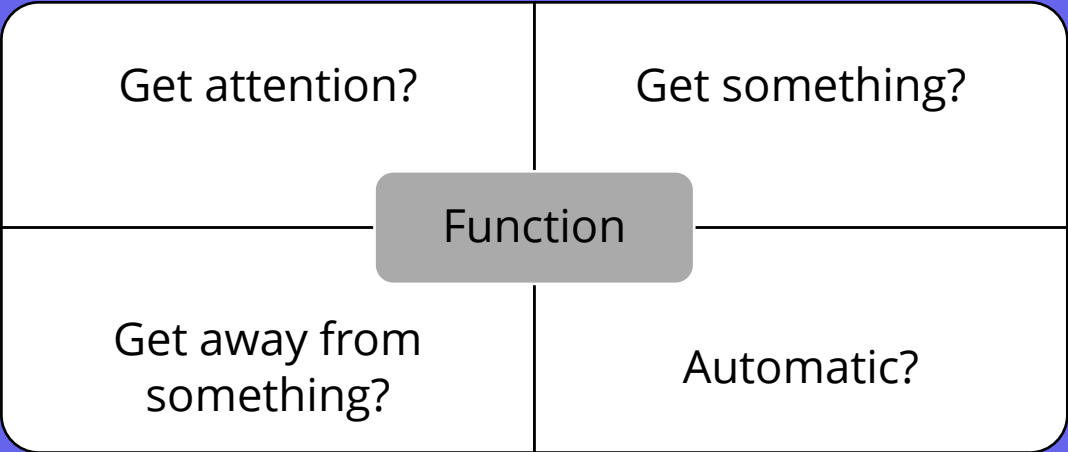 Get attention?
Get something?
Function
Get away from
something?
Automatic?